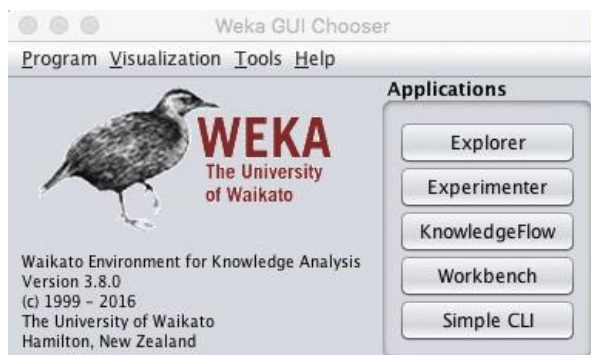 Weka GUI Chooser
Program Visualization Tools Help
WEKA
The University
of Waikato
Waikato Environment for Knowledge Analysis
Version 3.8.0
(c) 1999 – 2016
The University of Waikato
Hamilton, New Zealand
Applications
Explorer
Experimenter
KnowledgeFlow
Workbench
Simple CLI